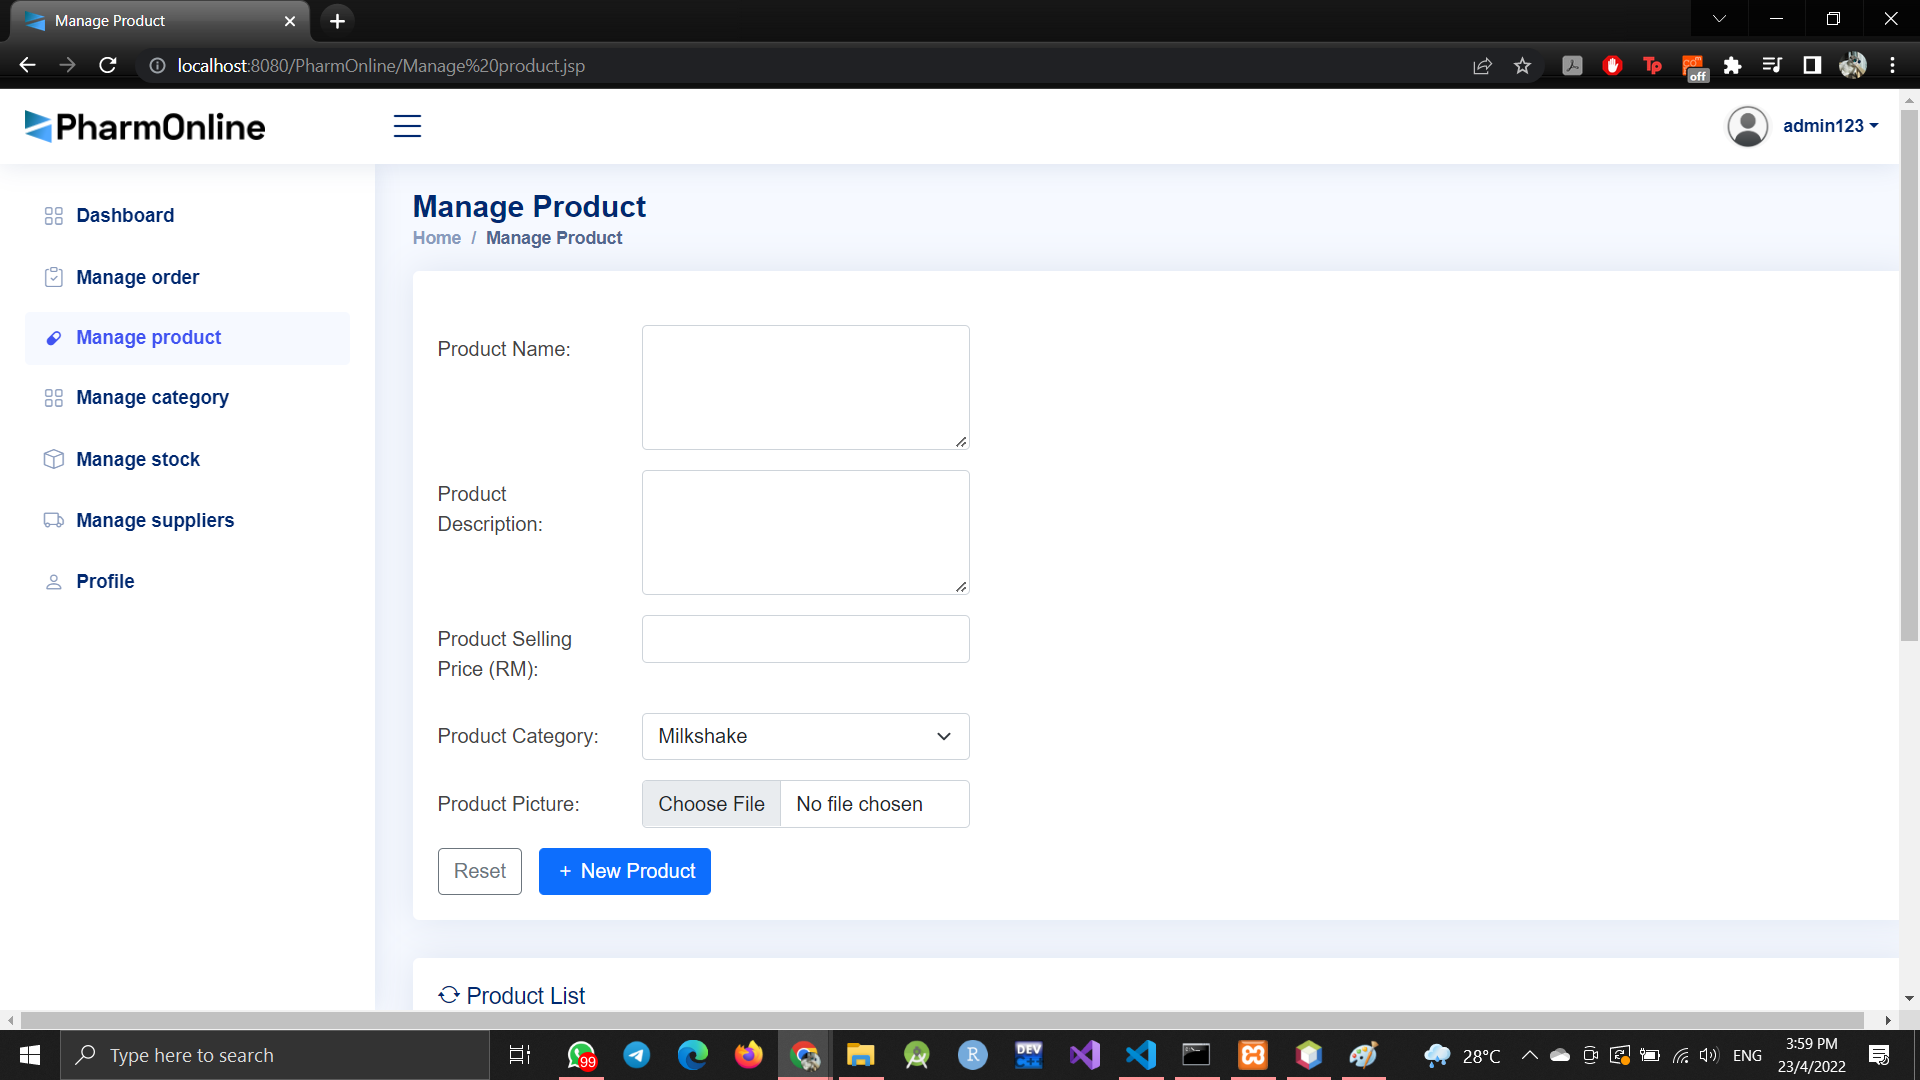 Manage Product
localhost:8080/PharmOnline/Manage%20product.jsp
off
PharmOnline
admin123
Dashboard
Manage order
Manage product
Manage category
Manage stock
Manage suppliers
Profile
Manage Product
Home / Manage Product
Product Name:
Product
Description:
Product Selling
Price (RM):
Product Category:
Milkshake
Product Picture:
Choose File
No file chosen
Reset
+ New Product
Product List
Type here to search
99
R
DEV
C++
28°C
ENG
3:59 PM
23/4/2022